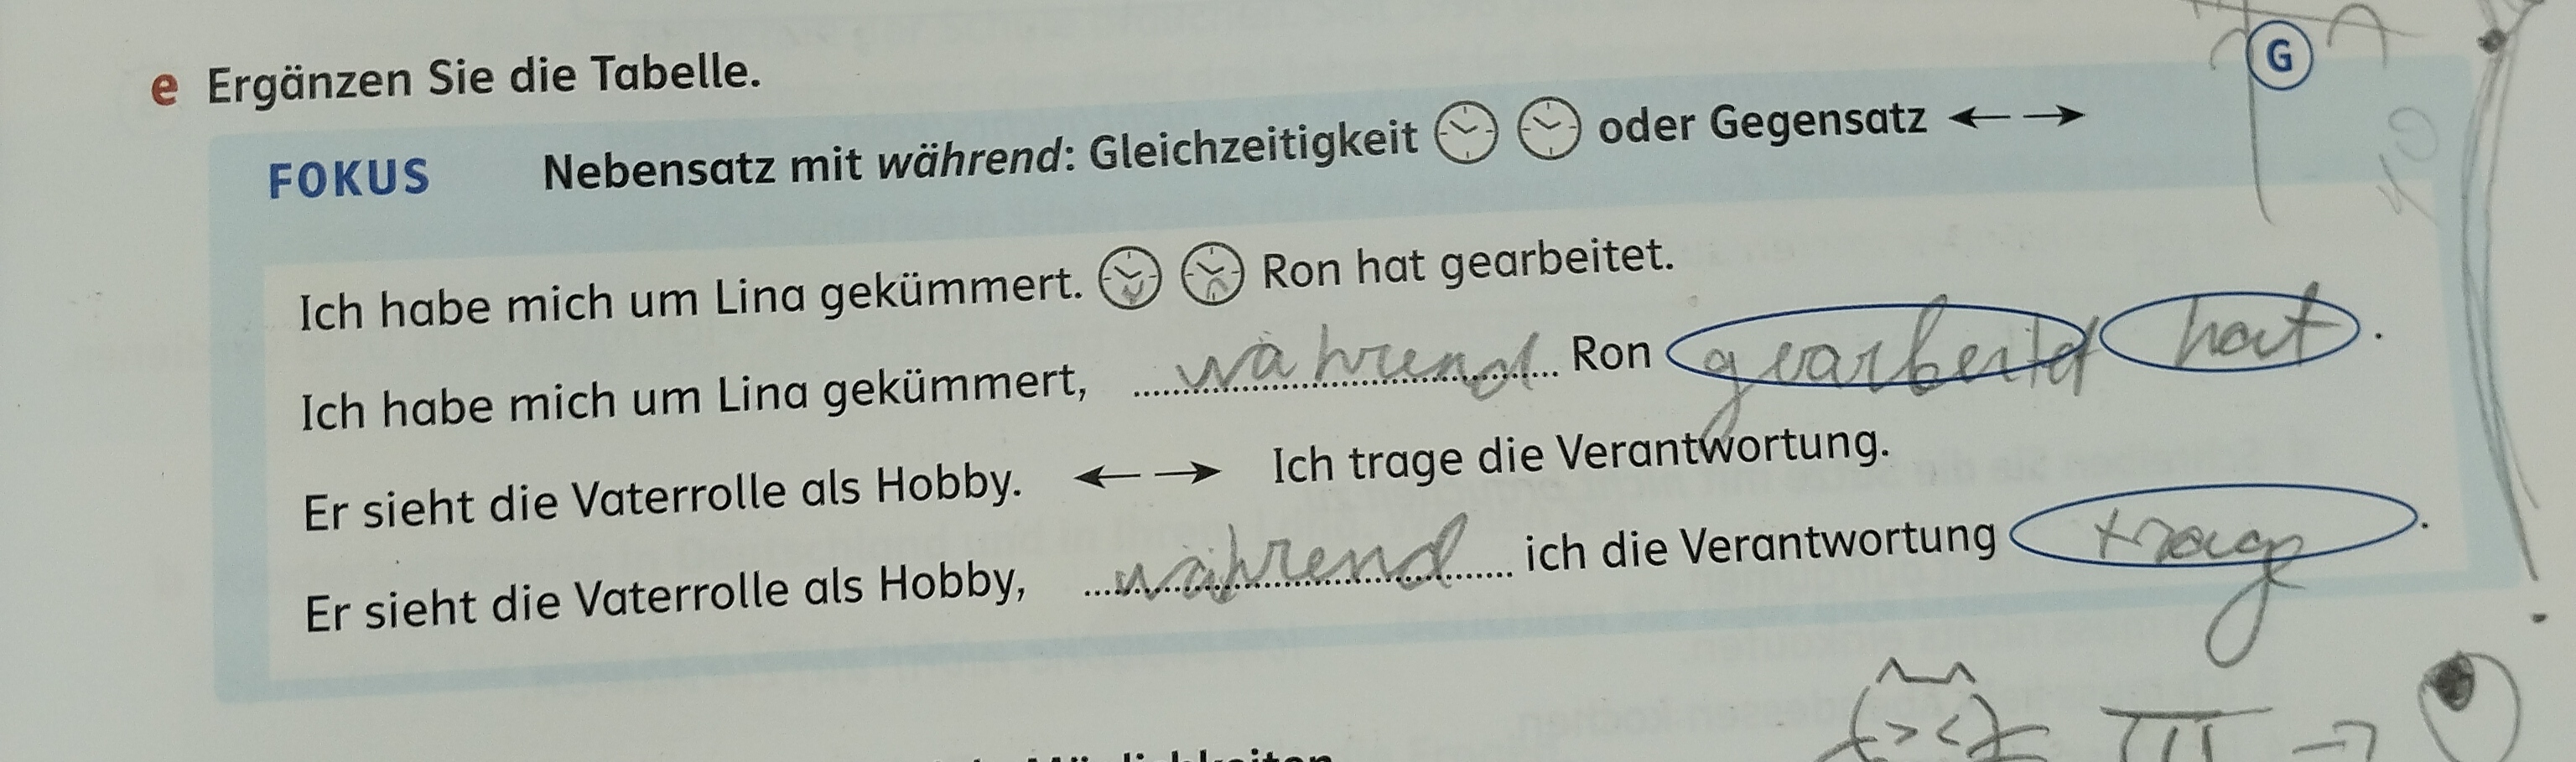 e Ergänzen Sie die Tabelle.
G
FOKUS Nebensatz mit während: Gleichzeitigkeit oder Gegensatz ←→
Ich habe mich um Lina gekümmert. Ron hat gearbeitet.
Ich habe mich um Lina gekümmert, während Ron gearbeitet hat.
Er sieht die Vaterrolle als Hobby. ←→ Ich trage die Verantwortung.
Er sieht die Vaterrolle als Hobby, während ich die Verantwortung trage.